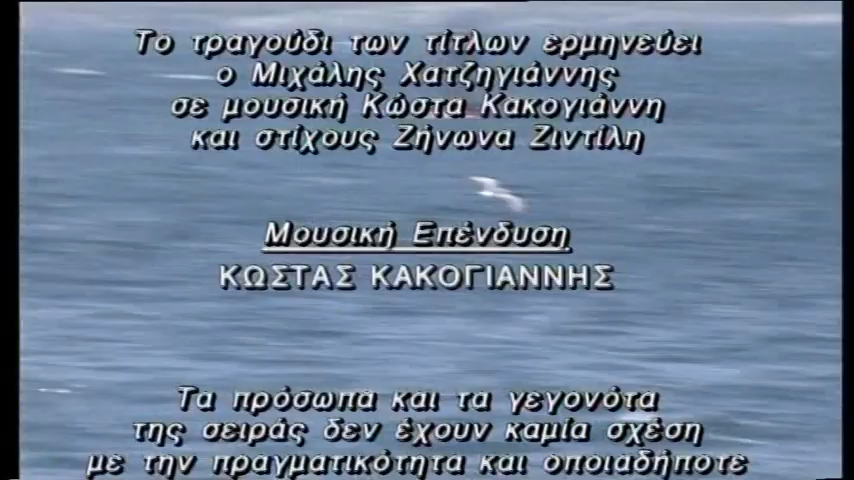 Το τραγούδι των τίτλων ερμηνεύει
ο Μιχάλης Χατζηγιάννης
σε μουσική Κώστα Κακογιάννη
και στίχους Ζήνωνα Ζιντίλη
Μουσική Επένδυση
ΚΩΣΤΑΣ ΚΑΚΟΓΙΑΝΝΗΣ
Τα πρόσωπα και τα γεγονότα
της σειράς δεν έχουν καμία σχέση
με την πραγματικότητα και οποιαδήποτε